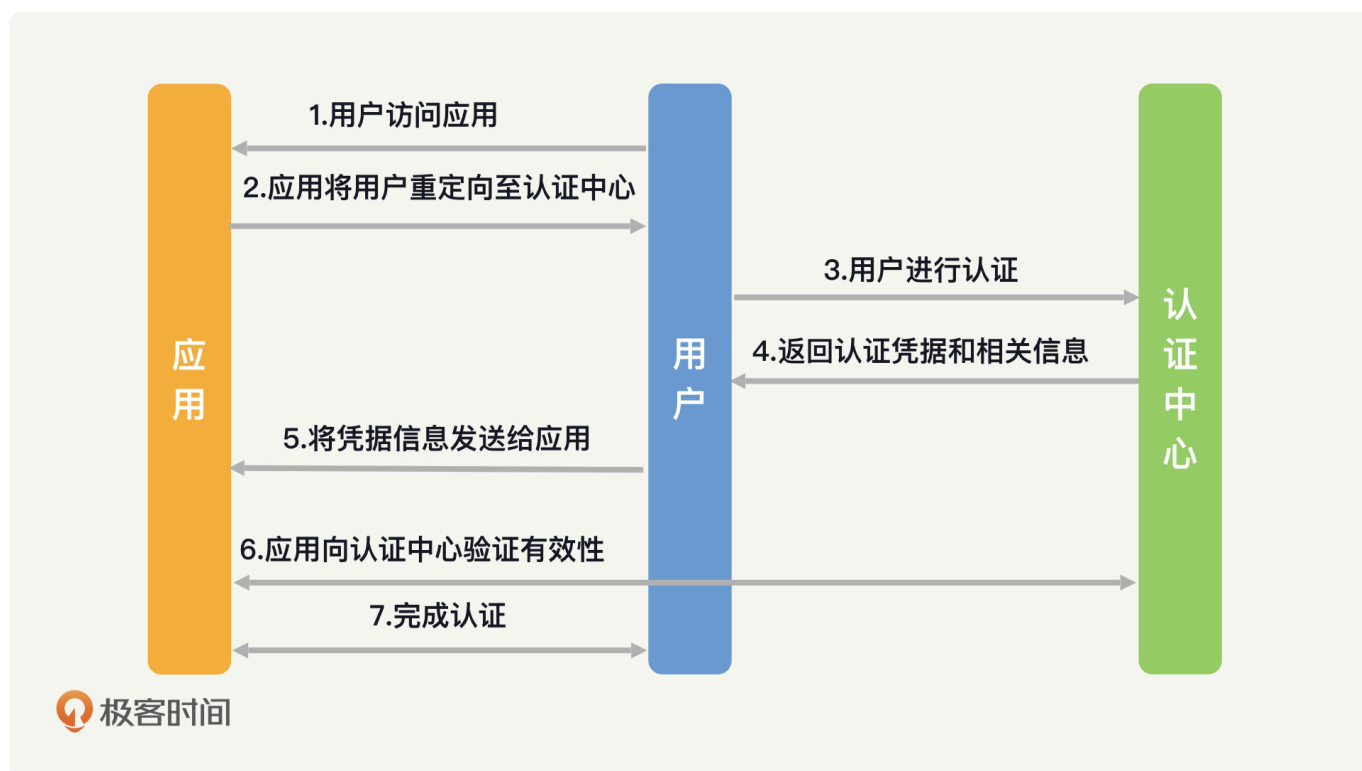 1.用户访问应用
2.应用将用户重定向至认证中心
3.用户进行认证
4.返回认证凭据和相关信息
5.将凭据信息发送给应用
6.应用向认证中心验证有效性
7.完成认证
应用
用户
认证中心
极客时间